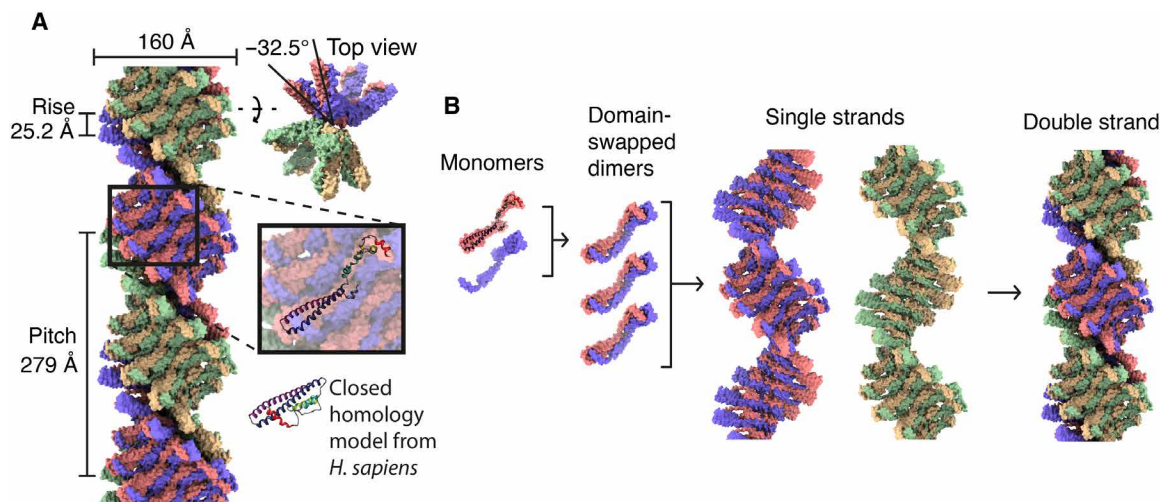 A
160 Å
−32.5°
Top view
Rise
25.2 Å
Pitch
279 Å
Closed
homology
model from
H. sapiens
B
Monomers
Domain-
swapped
dimers
Single strands
Double strand